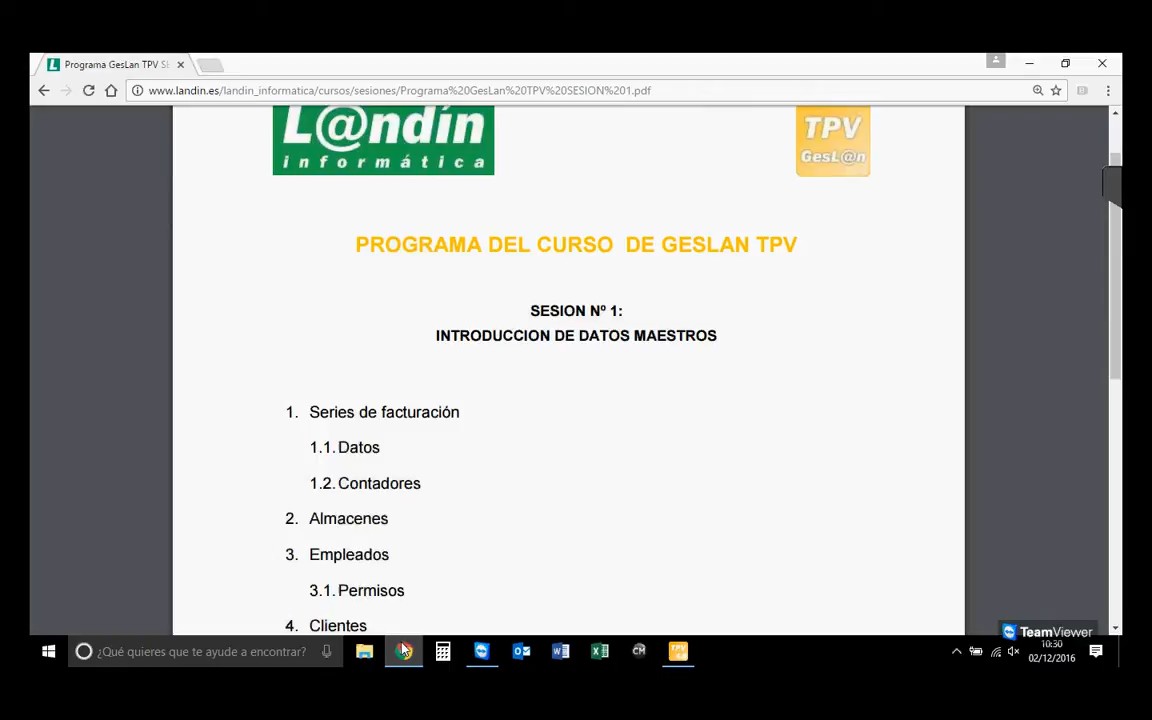 Programa GesLan TPV SE
www.landin.es/landin_informatica/cursos/sesiones/Programa%20GesLan%20TPV%20SESION%201.pdf
L@ndín
informática
TPV
GesL@n
PROGRAMA DEL CURSO DE GESLAN TPV
SESION Nº 1:
INTRODUCCION DE DATOS MAESTROS
1. Series de facturación
1.1. Datos
1.2. Contadores
2. Almacenes
3. Empleados
3.1. Permisos
4. Clientes
TeamViewer
¿Qué quieres que te ayude a encontrar?
CM
TPV
10:30
02/12/2016